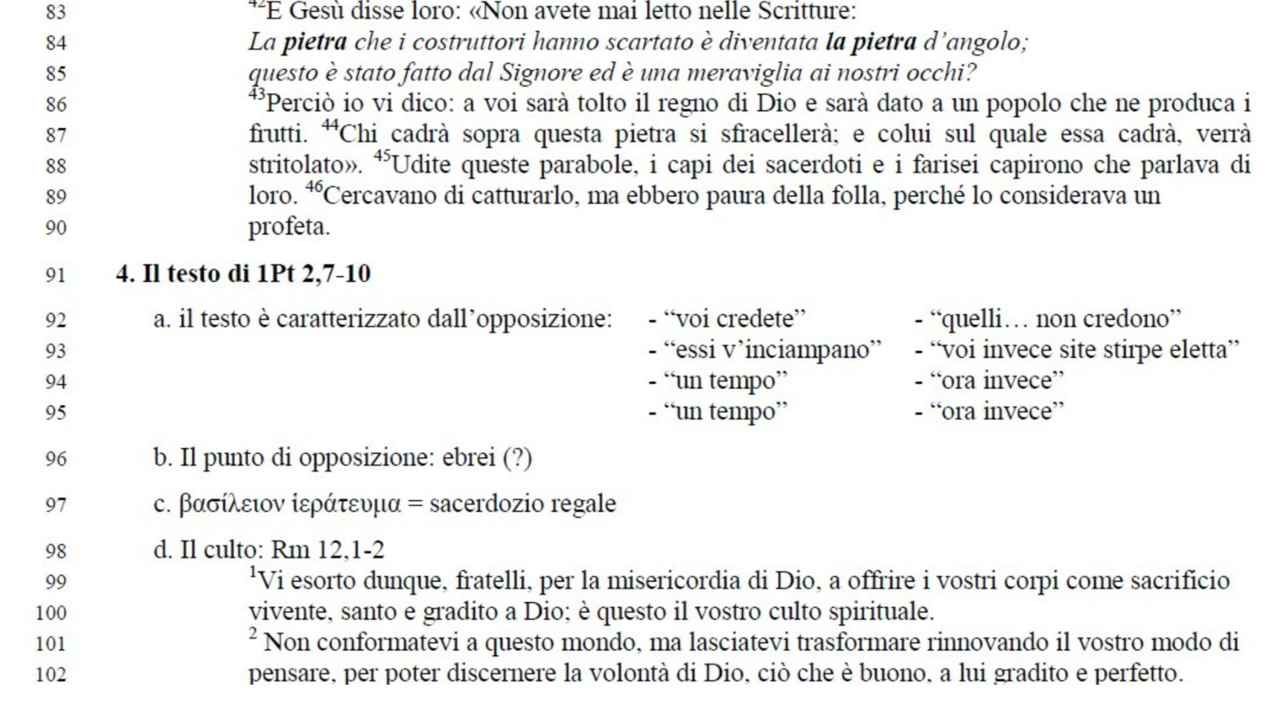 83 ⁴²E Gesù disse loro: «Non avete mai letto nelle Scritture:
84 La pietra che i costruttori hanno scartato è diventata la pietra d’angolo;
85 questo è stato fatto dal Signore ed è una meraviglia ai nostri occhi?
86 ⁴³Perciò io vi dico: a voi sarà tolto il regno di Dio e sarà dato a un popolo che ne produca i
87 frutti. ⁴⁴Chi cadrà sopra questa pietra si sfracellerà; e colui sul quale essa cadrà, verrà
88 stritolato». ⁴⁵Udite queste parabole, i capi dei sacerdoti e i farisei capirono che parlava di
89 loro. ⁴⁶Cercavano di catturarlo, ma ebbero paura della folla, perché lo considerava un
90 profeta.
91 4. Il testo di 1Pt 2,7-10
92 a. il testo è caratterizzato dall’opposizione: - “voi credete” - “quelli… non credono”
93 - “essi v’inciampano” - “voi invece site stirpe eletta”
94 - “un tempo” - “ora invece”
95 - “un tempo” - “ora invece”
96 b. Il punto di opposizione: ebrei (?)
97 c. βασίλειον ἱεράτευμα = sacerdozio regale
98 d. Il culto: Rm 12,1-2
99 ¹Vi esorto dunque, fratelli, per la misericordia di Dio, a offrire i vostri corpi come sacrificio
100 vivente, santo e gradito a Dio; è questo il vostro culto spirituale.
101 ² Non conformatevi a questo mondo, ma lasciatevi trasformare rinnovando il vostro modo di
102 pensare, per poter discernere la volontà di Dio, ciò che è buono, a lui gradito e perfetto.